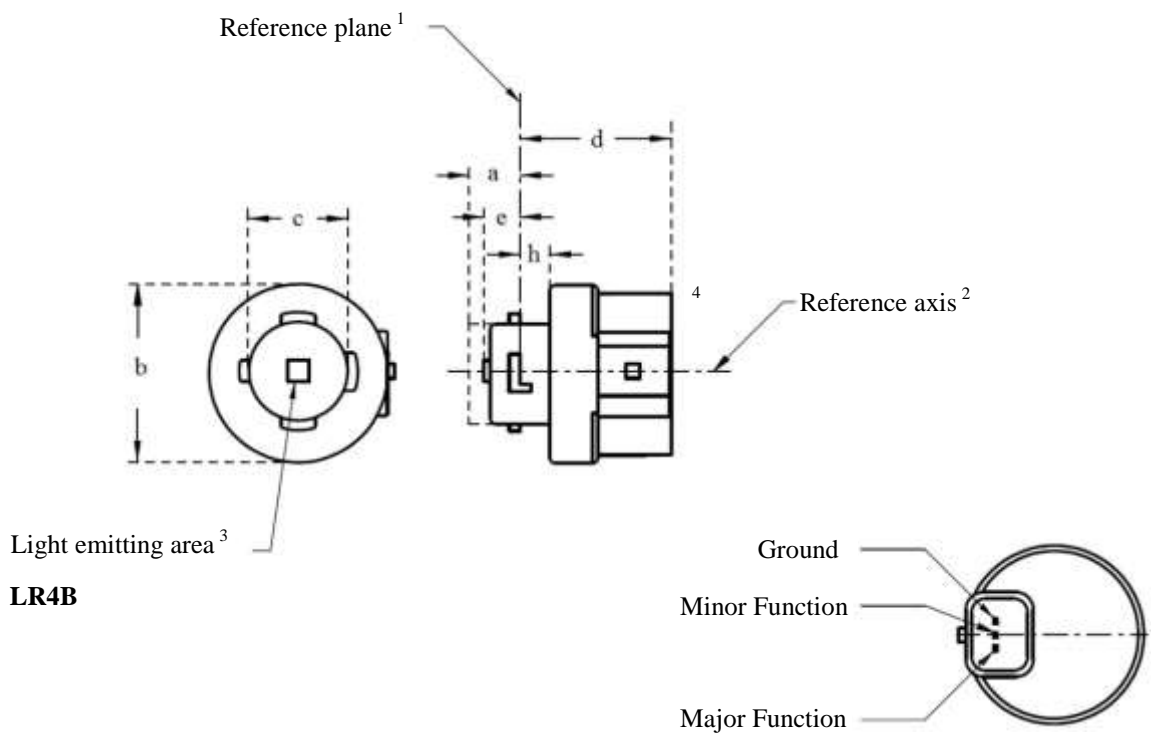 Reference plane 1
d
a
e
c
h
4
Reference axis 2
b
Light emitting area 3
LR4B
Ground
Minor Function
Major Function